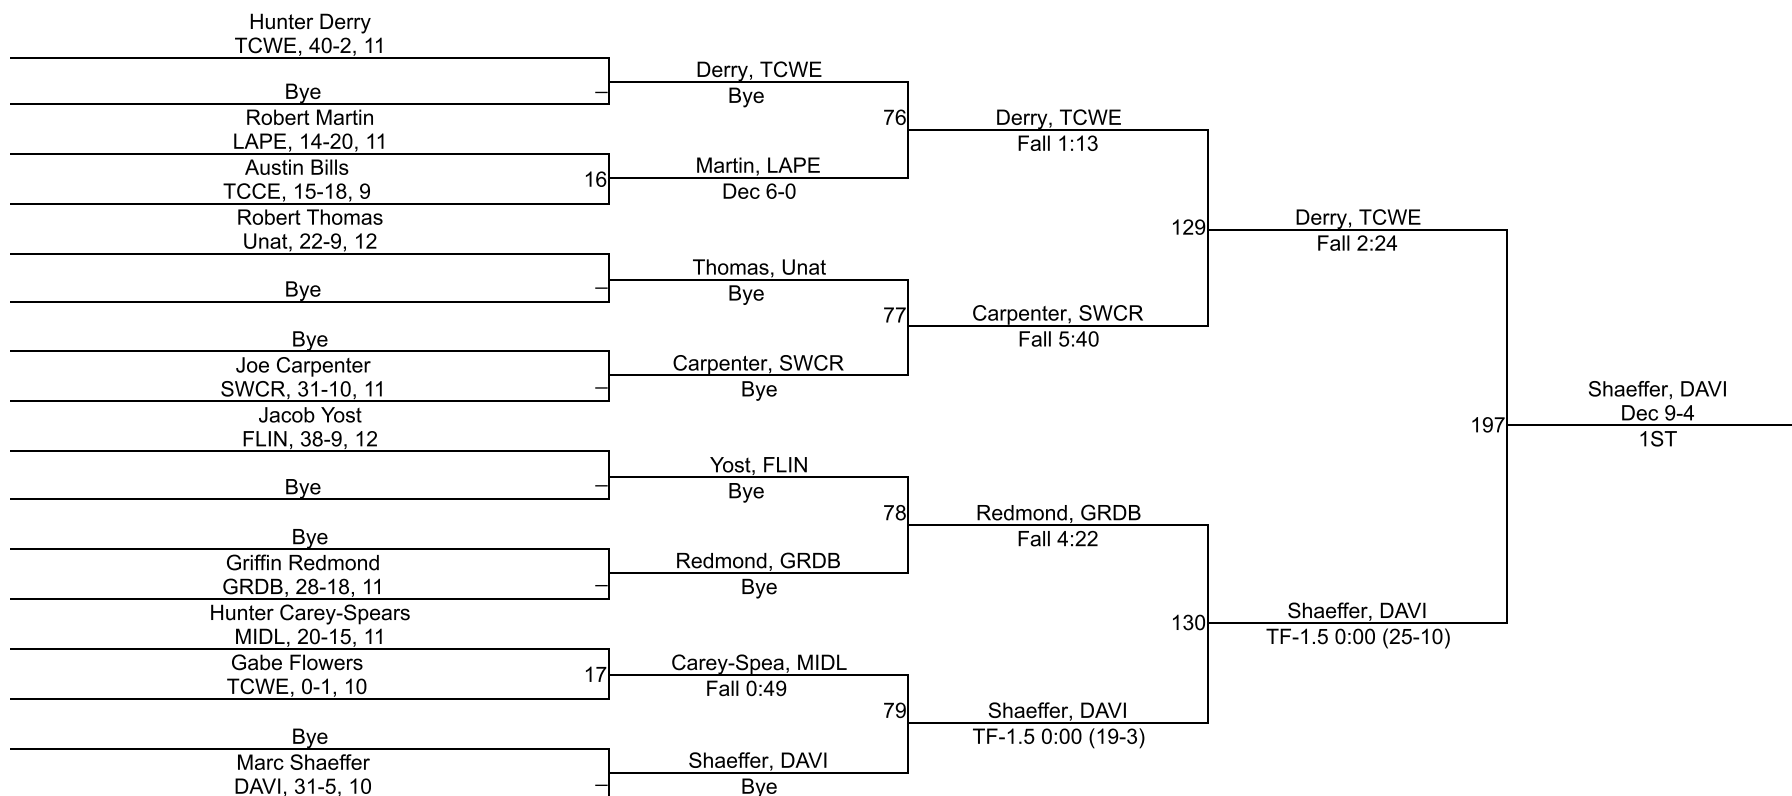 Hunter Derry
TCWE, 40-2, 11
Bye
Robert Martin
LAPE, 14-20, 11
Austin Bills
TCCE, 15-18, 9
Robert Thomas
Unat, 22-9, 12
Bye
Bye
Joe Carpenter
SWCR, 31-10, 11
Jacob Yost
FLIN, 38-9, 12
Bye
Bye
Griffin Redmond
GRDB, 28-18, 11
Hunter Carey-Spears
MIDL, 20-15, 11
Gabe Flowers
TCWE, 0-1, 10
Bye
Marc Shaeffer
DAVI, 31-5, 10
–
16
–
–
–
–
17
–
Derry, TCWE
Bye
Martin, LAPE
Dec 6-0
Thomas, Unat
Bye
Carpenter, SWCR
Bye
Yost, FLIN
Bye
Redmond, GRDB
Bye
Carey-Spea, MIDL
Fall 0:49
Shaeffer, DAVI
Bye
76
77
78
79
Derry, TCWE
Fall 1:13
Carpenter, SWCR
Fall 5:40
Redmond, GRDB
Fall 4:22
Shaeffer, DAVI
TF-1.5 0:00 (19-3)
129
130
Derry, TCWE
Fall 2:24
Shaeffer, DAVI
TF-1.5 0:00 (25-10)
197
Shaeffer, DAVI
Dec 9-4
1ST